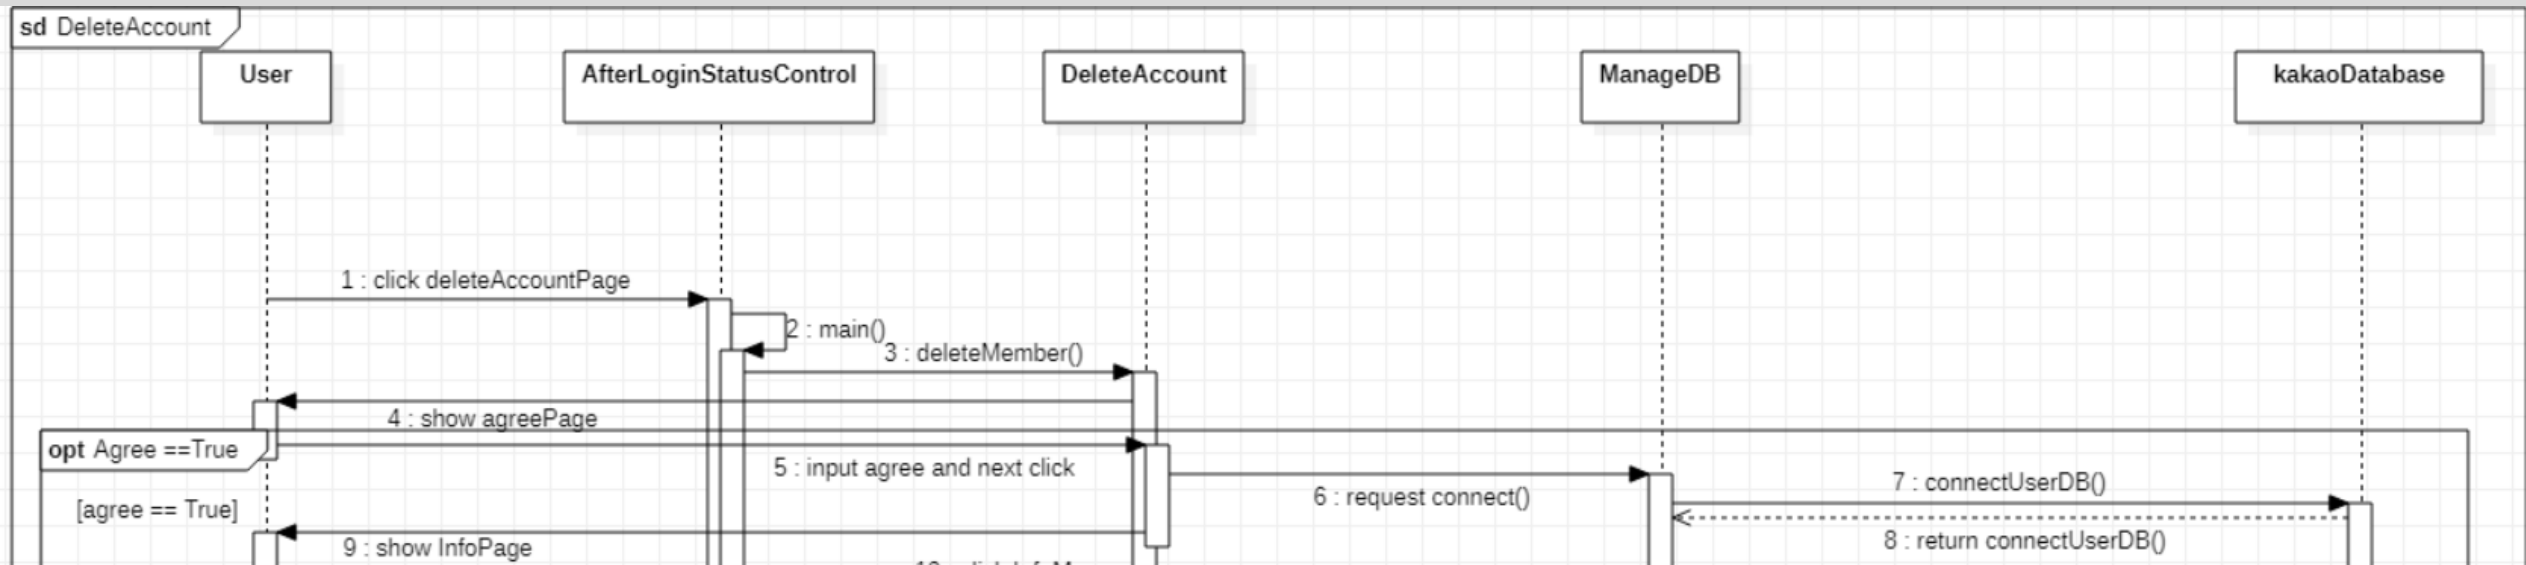 sd DeleteAccount
User
AfterLoginStatusControl
DeleteAccount
ManageDB
kakaoDatabase
1 : click deleteAccountPage
2 : main()
3 : deleteMember()
4 : show agreePage
opt Agree ==True
5 : input agree and next click
6 : request connect()
7 : connectUserDB()
[agree == True]
8 : return connectUserDB()
9 : show InfoPage